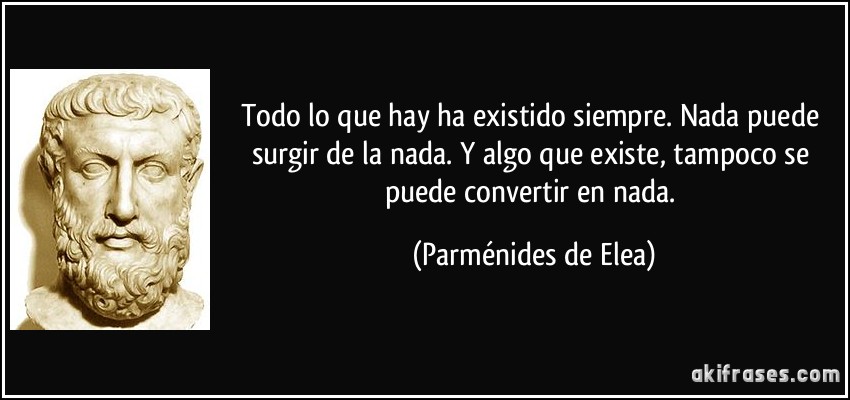 Todo lo que hay ha existido siempre. Nada puede
surgir de la nada. Y algo que existe, tampoco se
puede convertir en nada.
(Parménides de Elea)
akifrases.com